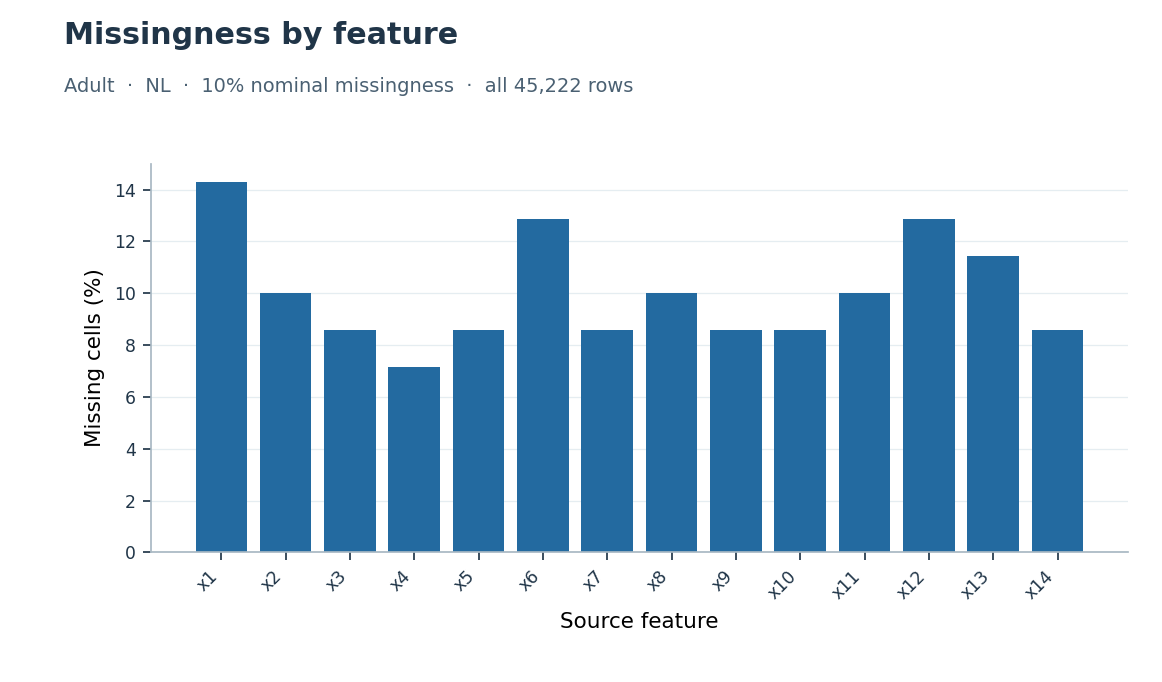 Missingness by feature
Adult · NL · 10% nominal missingness · all 45,222 rows
14
12
10
8
6
4
2
0
Missing cells (%)
x1 x2 x3 x4 x5 x6 x7 x8 x9 x10 x11 x12 x13 x14
Source feature